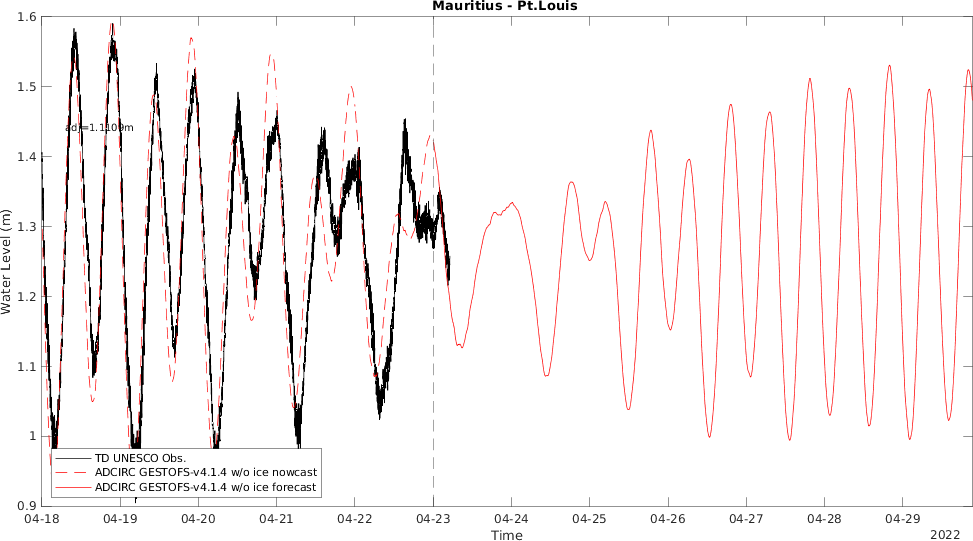 Mauritius - Pt.Louis
1.6
1.5
1.4
1.3
1.2
1.1
1
0.9
Water Level (m)
adj=1.1109m
TD UNESCO Obs.
ADCIRC GESTOFS-v4.1.4 w/o ice nowcast
ADCIRC GESTOFS-v4.1.4 w/o ice forecast
04-18 04-19 04-20 04-21 04-22 04-23 04-24 04-25 04-26 04-27 04-28 04-29
Time
2022